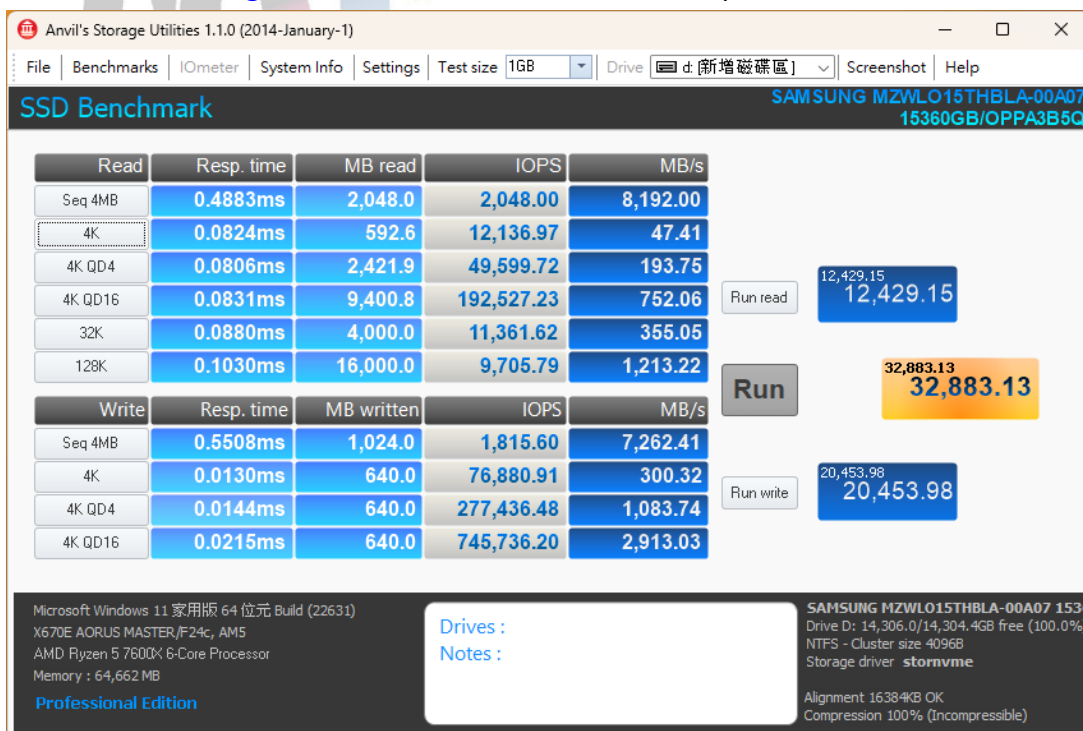 Anvil's Storage Utilities 1.1.0 (2014-January-1)
File Benchmarks IOmeter System Info Settings Test size 1GB Drive d: [新增磁碟區] Screenshot Help
SSD Benchmark
SAMSUNG MZWLO15THBLA-00A07
15360GB/OPPA3B5Q
Read Resp. time MB read IOPS MB/s
Seq 4MB 0.4883ms 2,048.0 2,048.00 8,192.00
4K 0.0824ms 592.6 12,136.97 47.41
4K QD4 0.0806ms 2,421.9 49,599.72 193.75
4K QD16 0.0831ms 9,400.8 192,527.23 752.06
32K 0.0880ms 4,000.0 11,361.62 355.05
128K 0.1030ms 16,000.0 9,705.79 1,213.22
Run read
12,429.15
12,429.15
Run
32,883.13
32,883.13
Write Resp. time MB written IOPS MB/s
Seq 4MB 0.5508ms 1,024.0 1,815.60 7,262.41
4K 0.0130ms 640.0 76,880.91 300.32
4K QD4 0.0144ms 640.0 277,436.48 1,083.74
4K QD16 0.0215ms 640.0 745,736.20 2,913.03
Run write
20,453.98
20,453.98
Microsoft Windows 11 家用版 64 位元 Build (22631)
X670E AORUS MASTER/F24c, AM5
AMD Ryzen 5 7600X 6-Core Processor
Memory : 64,662 MB
Professional Edition
Drives :
Notes :
SAMSUNG MZWLO15THBLA-00A07 153
Drive D: 14,306.0/14,304.4GB free (100.0%
NTFS - Cluster size 4096B
Storage driver stornvme
Alignment 16384KB OK
Compression 100% (Incompressible)